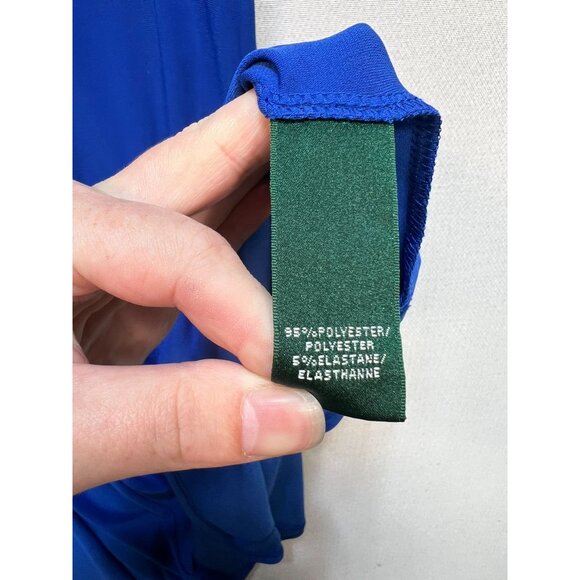 95%POLYESTER/
POLYESTER
5%ELASTANE/
ELASTHANNE